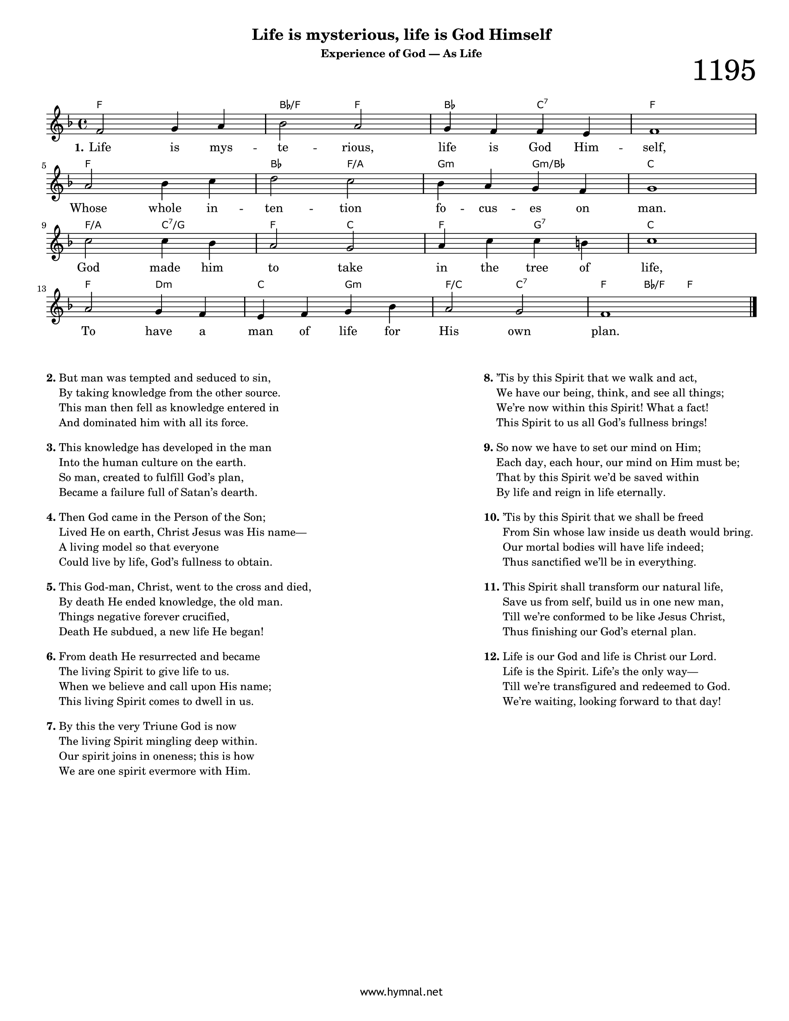 Life is mysterious, life is God Himself
Experience of God — As Life
1195
F B♭/F F B♭ C7 F
1. Life is mys - te - rious, life is God Him - self,
5 F B♭ F/A Gm Gm/B♭ C
Whose whole in - ten - tion fo - cus - es on man.
9 F/A C7/G F C F G7 C
God made him to take in the tree of life,
13 F Dm C Gm F/C C7 F B♭/F F
To have a man of life for His own plan.
2. But man was tempted and seduced to sin,
By taking knowledge from the other source.
This man then fell as knowledge entered in
And dominated him with all its force.
3. This knowledge has developed in the man
Into the human culture on the earth.
So man, created to fulfill God's plan,
Became a failure full of Satan's dearth.
4. Then God came in the Person of the Son;
Lived He on earth, Christ Jesus was His name—
A living model so that everyone
Could live by life, God's fullness to obtain.
5. This God-man, Christ, went to the cross and died,
By death He ended knowledge, the old man.
Things negative forever crucified,
Death He subdued, a new life He began!
6. From death He resurrected and became
The living Spirit to give life to us.
When we believe and call upon His name;
This living Spirit comes to dwell in us.
7. By this the very Triune God is now
The living Spirit mingling deep within.
Our spirit joins in oneness; this is how
We are one spirit evermore with Him.
8. 'Tis by this Spirit that we walk and act,
We have our being, think, and see all things;
We're now within this Spirit! What a fact!
This Spirit to us all God's fullness brings!
9. So now we have to set our mind on Him;
Each day, each hour, our mind on Him must be;
That by this Spirit we'd be saved within
By life and reign in life eternally.
10. 'Tis by this Spirit that we shall be freed
From Sin whose law inside us death would bring.
Our mortal bodies will have life indeed;
Thus sanctified we'll be in everything.
11. This Spirit shall transform our natural life,
Save us from self, build us in one new man,
Till we're conformed to be like Jesus Christ,
Thus finishing our God's eternal plan.
12. Life is our God and life is Christ our Lord.
Life is the Spirit. Life's the only way—
Till we're transfigured and redeemed to God.
We're waiting, looking forward to that day!
www.hymnal.net